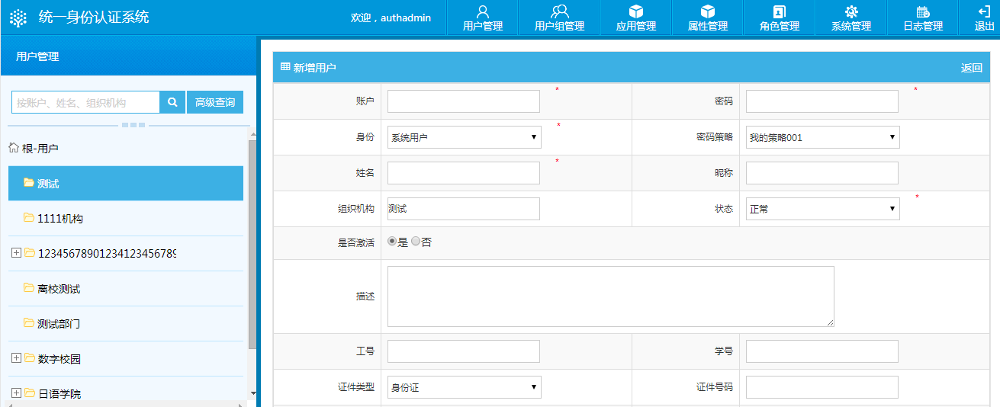 统一身份认证系统
欢迎，authadmin
用户管理
用户组管理
应用管理
属性管理
角色管理
系统管理
日志管理
退出
用户管理
按账户、姓名、组织机构
高级查询
根-用户
测试
1111机构
12345678901234123456789
离校测试
测试部门
数字校园
日语学院
新增用户 返回
账户 * 密码 *
身份 系统用户 * 密码策略 我的策略001
姓名 * 昵称
组织机构 测试 状态 正常 *
是否激活 是 否
描述
工号 学号
证件类型 身份证 证件号码